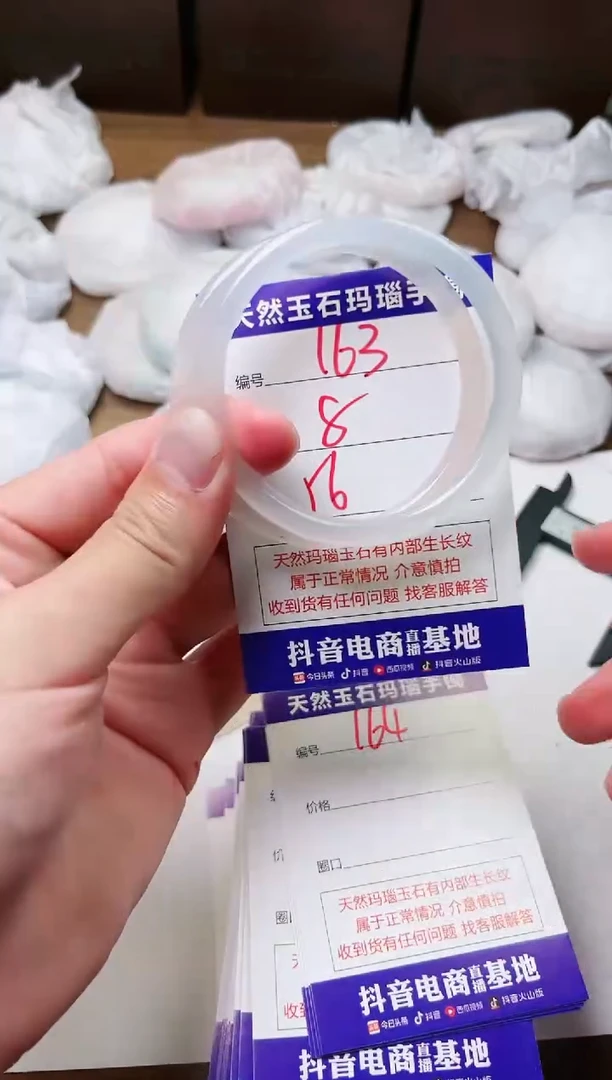 天然玉石玛瑙手
编号 163
8
56
天然玛瑙玉石有内部生长纹
属于正常情况 介意慎拍
收到货有任何问题 找客服解答
抖音电商直播基地
今日头条 抖音 西瓜视频 抖音火山版
天然玉石玛瑙手镯
编号 164
价格
圈口
天然玛瑙玉石有内部生长纹
属于正常情况 介意慎拍
收到货有任何问题 找客服解答
抖音电商直播基地
今日头条 抖音 西瓜视频 抖音火山版
价
圈
收
抖音电商直播基地